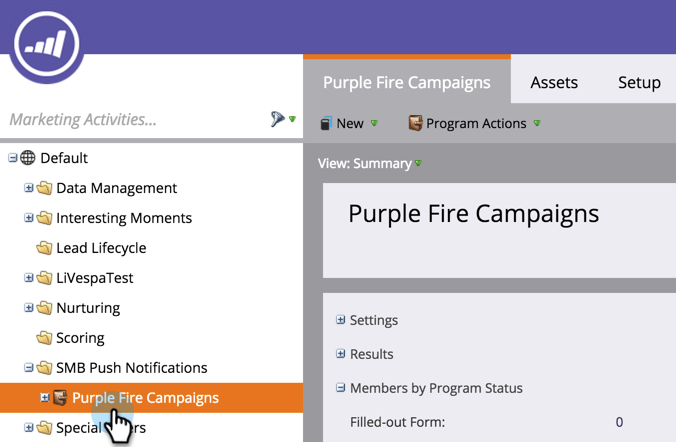 Purple Fire Campaigns
Assets
Setup
Marketing Activities...
New
Program Actions
View: Summary
Default
Data Management
Interesting Moments
Lead Lifecycle
LiVespaTest
Nurturing
Scoring
SMB Push Notifications
Purple Fire Campaigns
Special
Purple Fire Campaigns
Settings
Results
Members by Program Status
Filled-out Form: 0